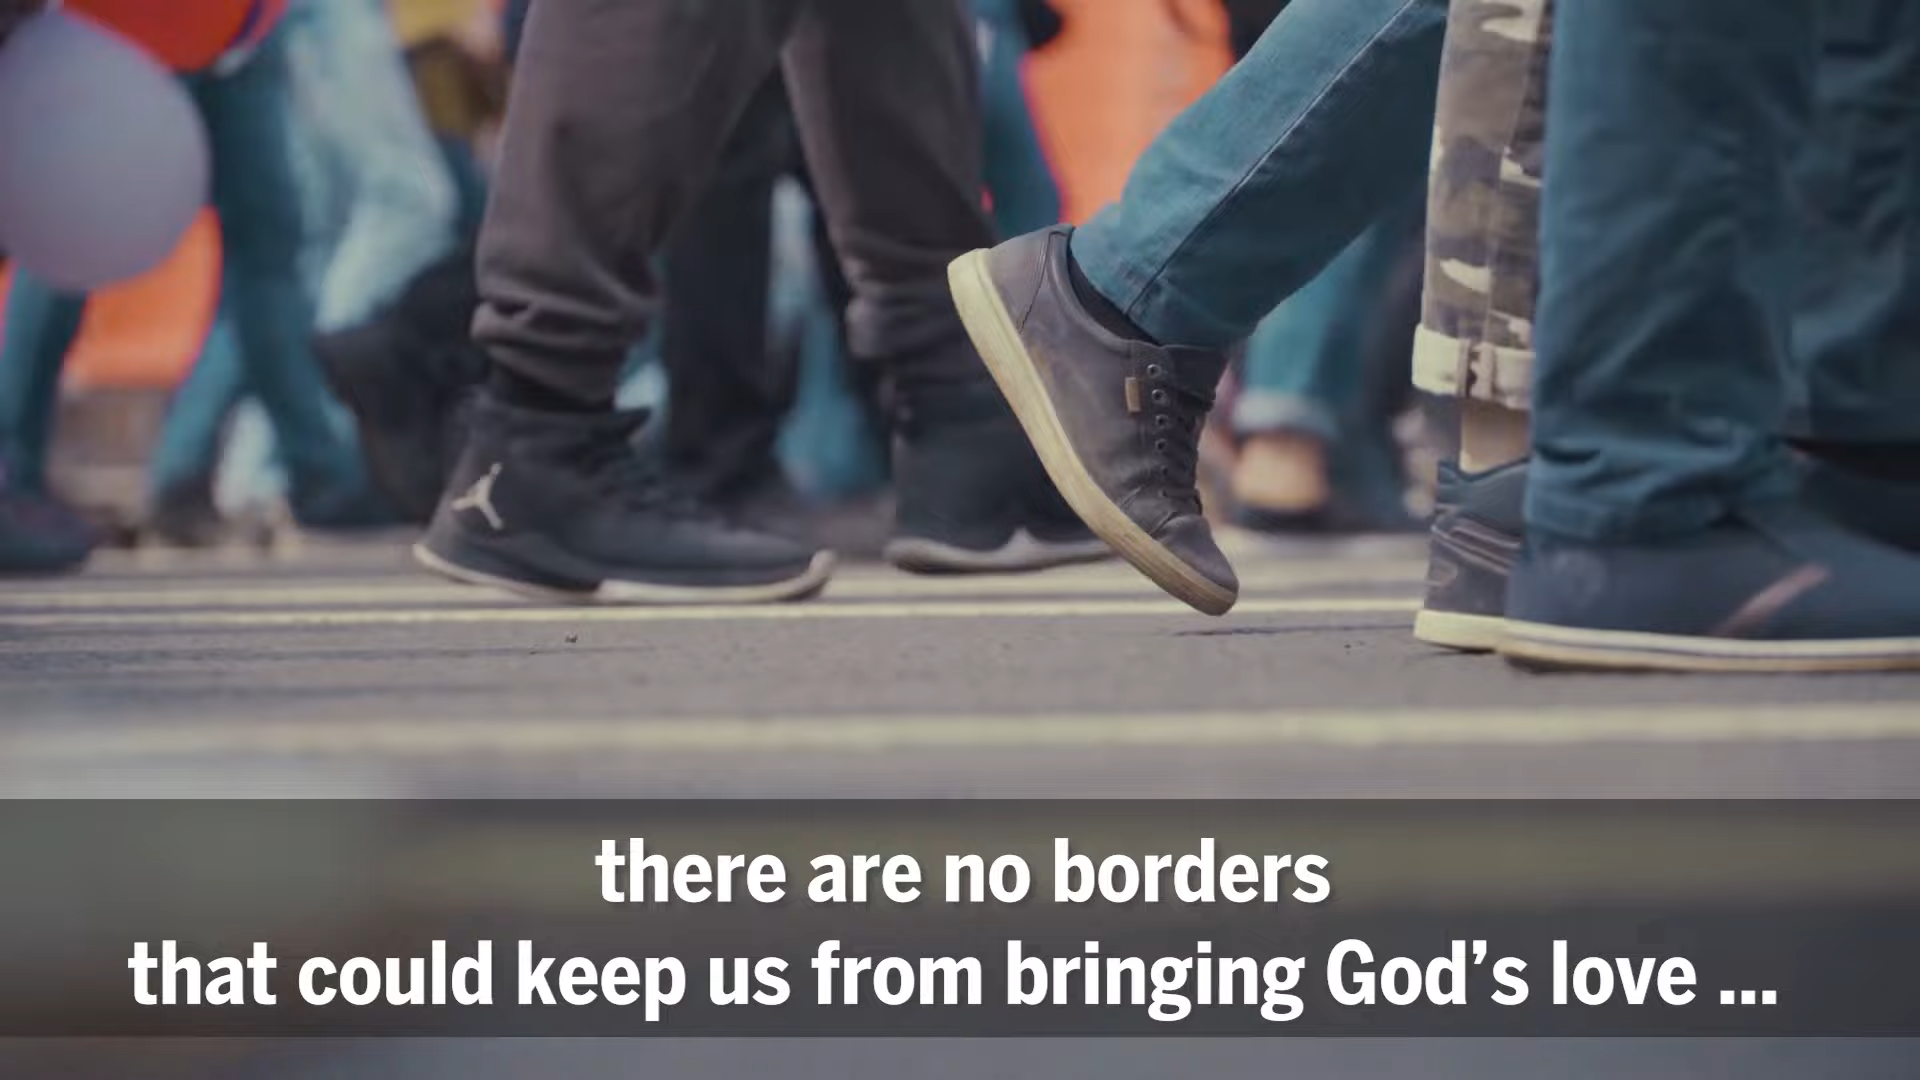 there are no borders
that could keep us from bringing God’s love ...